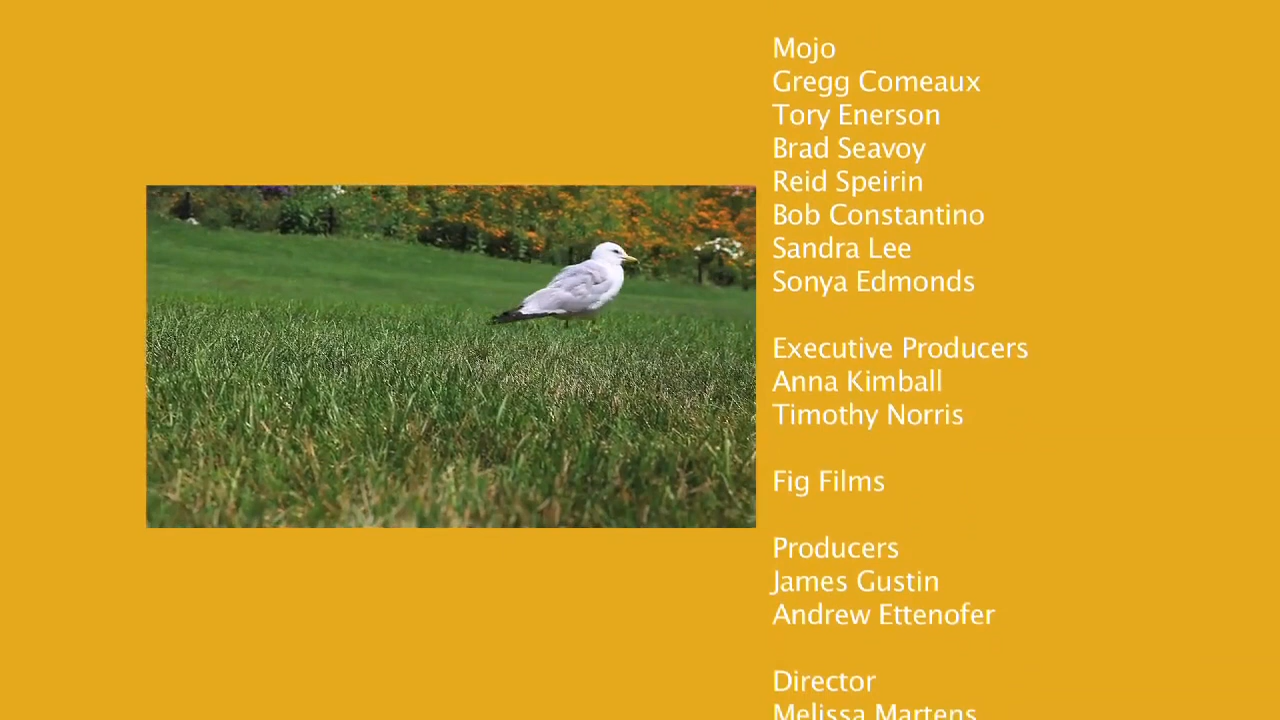 Mojo
Gregg Comeaux
Tory Enerson
Brad Seavoy
Reid Speirin
Bob Constantino
Sandra Lee
Sonya Edmonds
Executive Producers
Anna Kimball
Timothy Norris
Fig Films
Producers
James Gustin
Andrew Ettenofer
Director
Melissa Martens